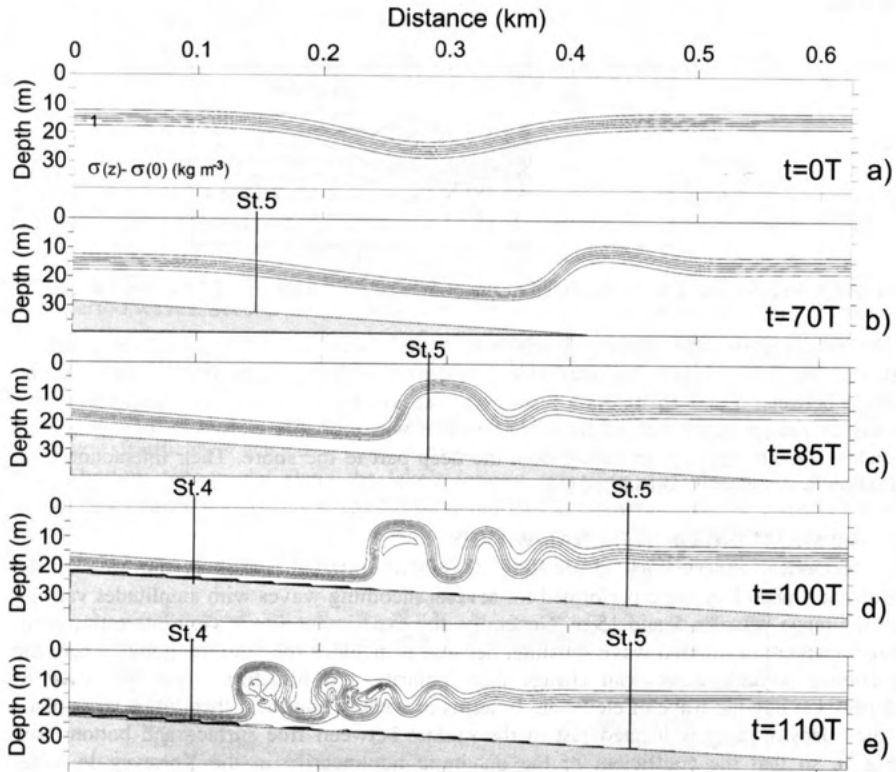 Distance (km)
0 0.1 0.2 0.3 0.4 0.5 0.6
Depth (m)
0
10
20
30
1
σ(z)- σ(0) (kg m⁻³)
t=0T
a)
St.5
Depth (m)
0
10
20
30
t=70T
b)
St.5
Depth (m)
0
10
20
30
t=85T
c)
St.4 St.5
Depth (m)
0
10
20
30
t=100T
d)
St.4 St.5
Depth (m)
0
10
20
30
t=110T
e)